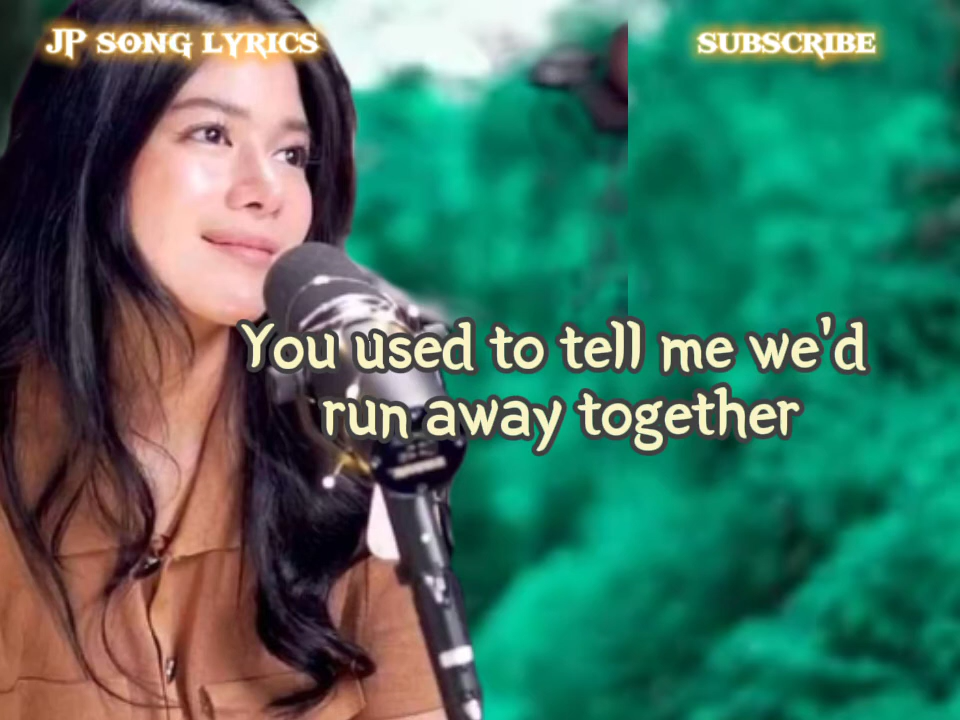 JP SONG LYRICS
SUBSCRIBE
You used to tell me we'd
run away together